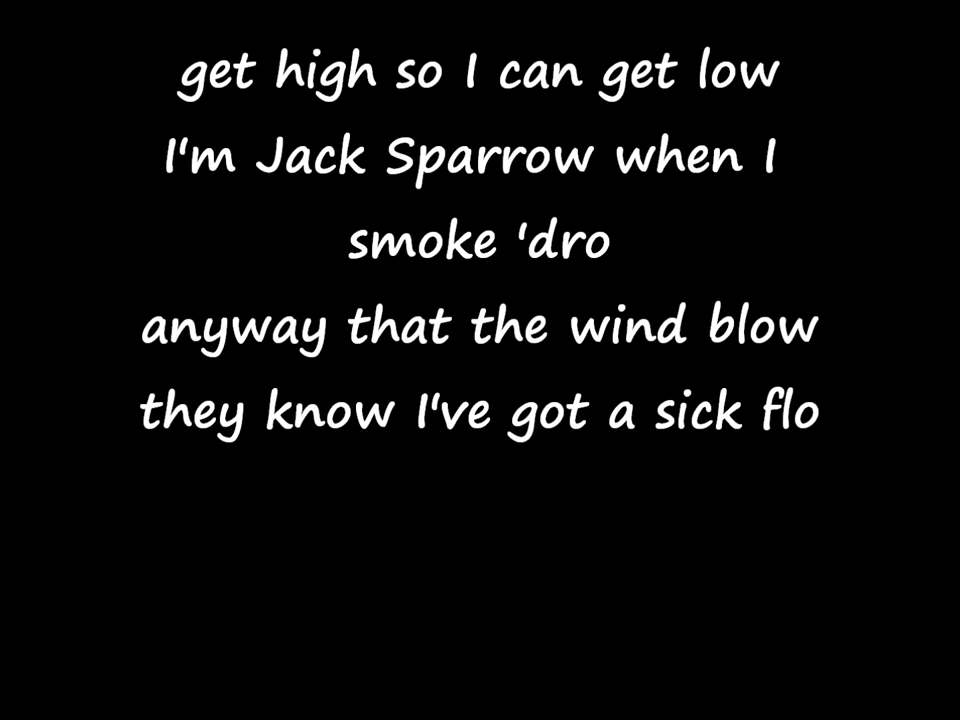 get high so I can get low
I'm Jack Sparrow when I
smoke 'dro
anyway that the wind blow
they know I've got a sick flo